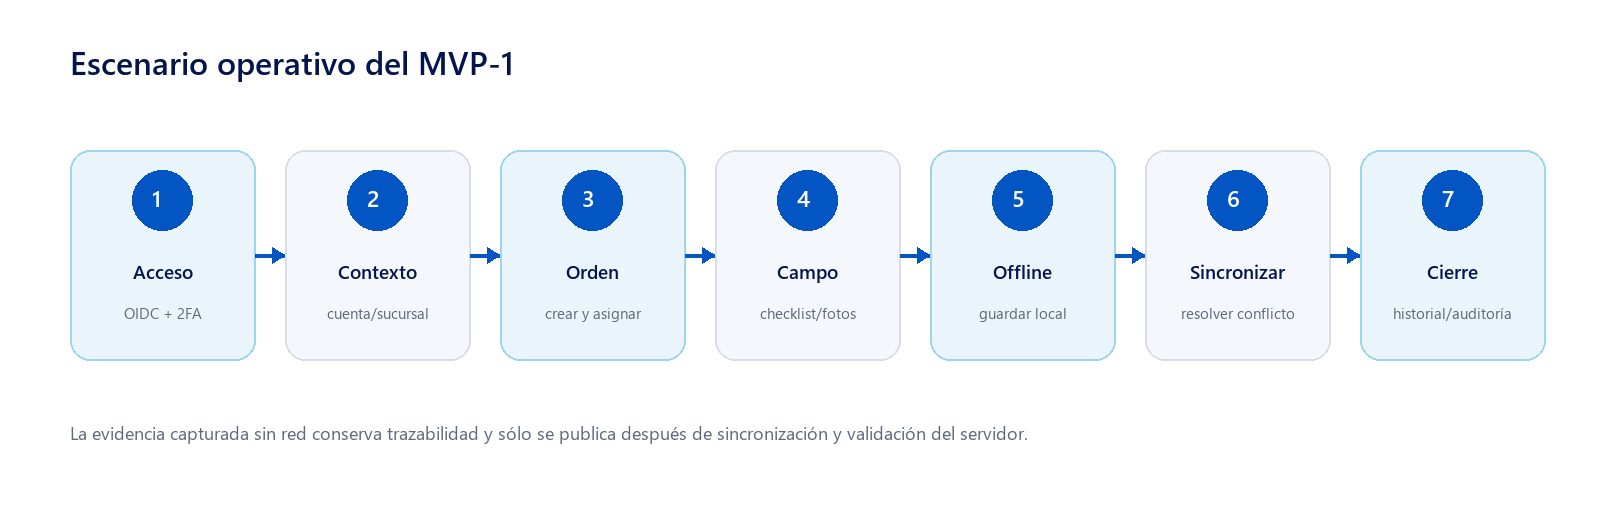 Escenario operativo del MVP-1
1
2
3
4
5
6
7
Acceso
Contexto
Orden
Campo
Offline
Sincronizar
Cierre
OIDC + 2FA
cuenta/sucursal
crear y asignar
checklist/fotos
guardar local
resolver conflicto
historial/auditoría
La evidencia capturada sin red conserva trazabilidad y sólo se publica después de sincronización y validación del servidor.